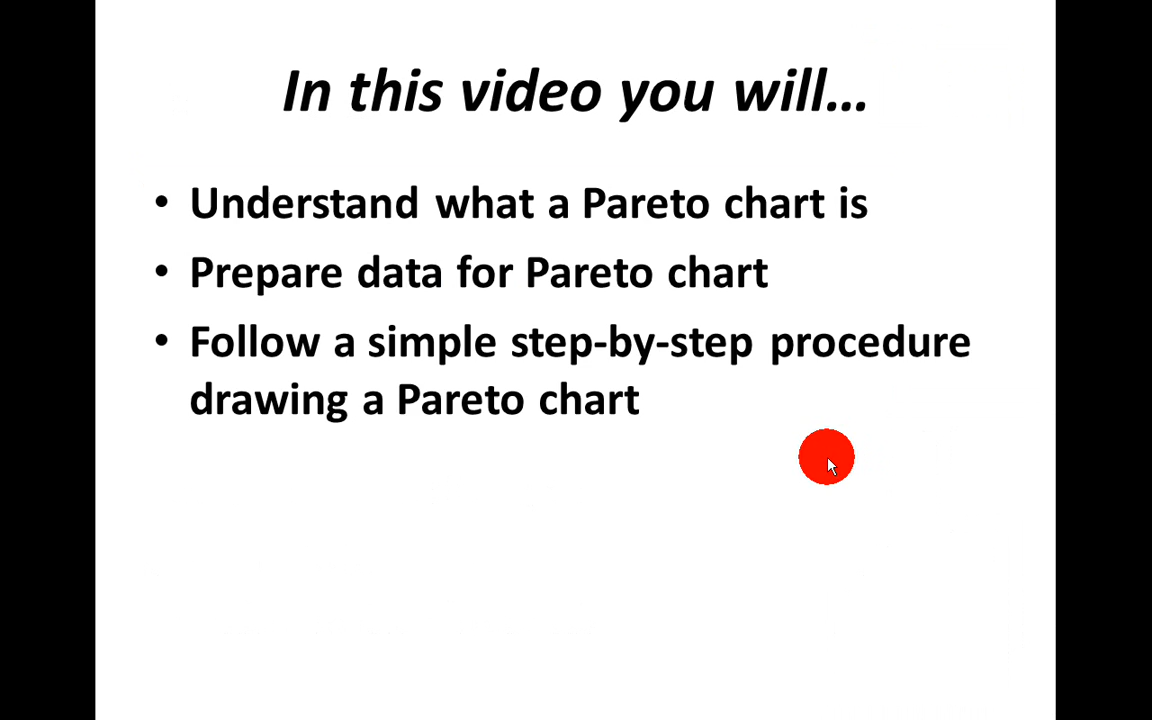 In this video you will...
• Understand what a Pareto chart is
• Prepare data for Pareto chart
• Follow a simple step-by-step procedure
drawing a Pareto chart